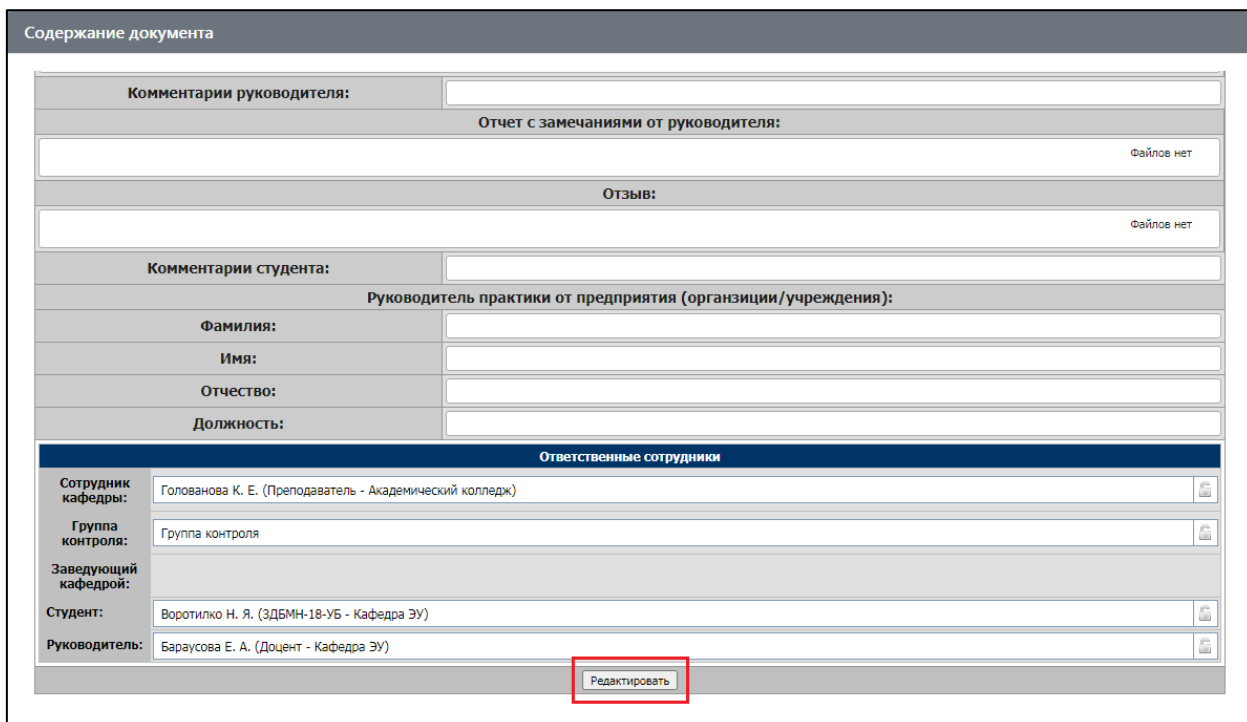 Содержание документа
Комментарии руководителя:
Отчет с замечаниями от руководителя:
Файлов нет
Отзыв:
Файлов нет
Комментарии студента:
Руководитель практики от предприятия (органзиции/учреждения):
Фамилия:
Имя:
Отчество:
Должность:
Ответственные сотрудники
Сотрудник
кафедры:
Голованова К. Е. (Преподаватель - Академический колледж)
Группа
контроля:
Группа контроля
Заведующий
кафедрой:
Студент:
Воротилко Н. Я. (ЗДБМН-18-УБ - Кафедра ЭУ)
Руководитель:
Бараусова Е. А. (Доцент - Кафедра ЭУ)
Редактировать